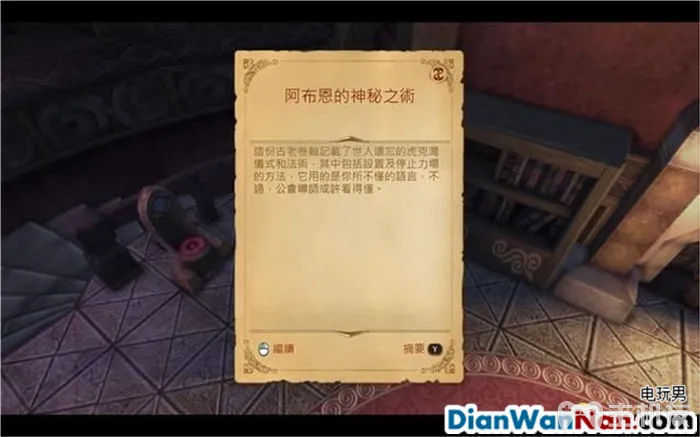 阿布恩的神秘之術
這份古老卷軸記載了世人遺忘的虎克灣
儀式和法術，其中包括設置及停止力場
的方法，它用的是你所不懂的語言，不
過，公會導師或許看得懂。
繼續
摘要 Y
电玩男
DianWanNan.com